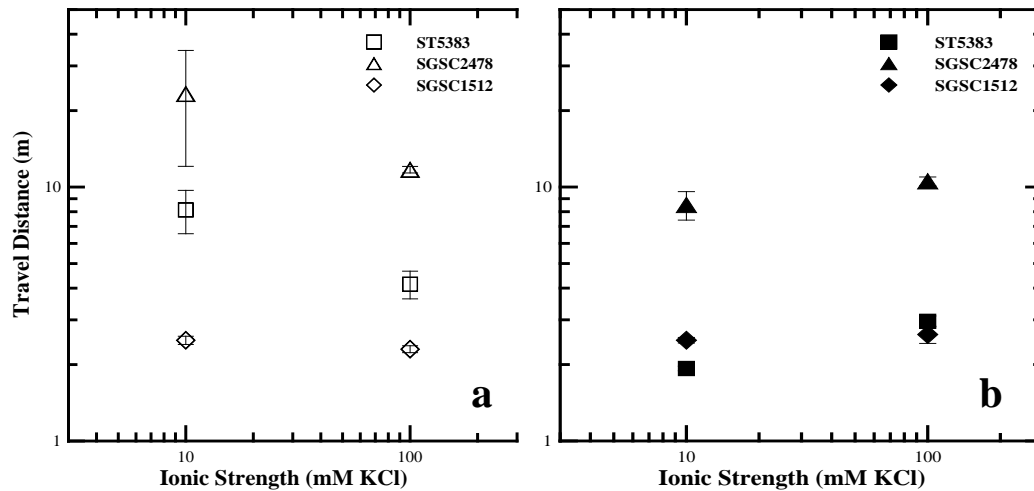 ST5383
SGSC2478
SGSC1512
Travel Distance (m)
10
1
10
100
Ionic Strength (mM KCl)
a
ST5383
SGSC2478
SGSC1512
10
1
10
100
Ionic Strength (mM KCl)
b